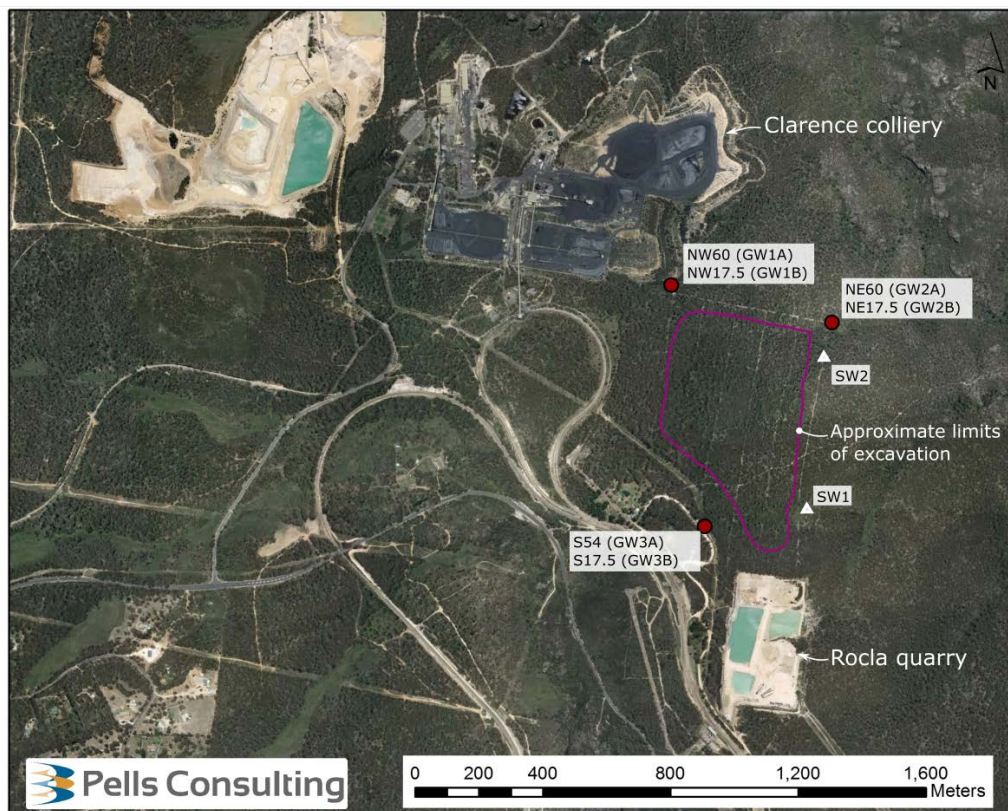 N
Clarence colliery
NW60 (GW1A)
NW17.5 (GW1B)
NE60 (GW2A)
NE17.5 (GW2B)
SW2
Approximate limits
of excavation
SW1
S54 (GW3A)
S17.5 (GW3B)
Rocla quarry
Pells Consulting
0 200 400 800 1,200 1,600
Meters